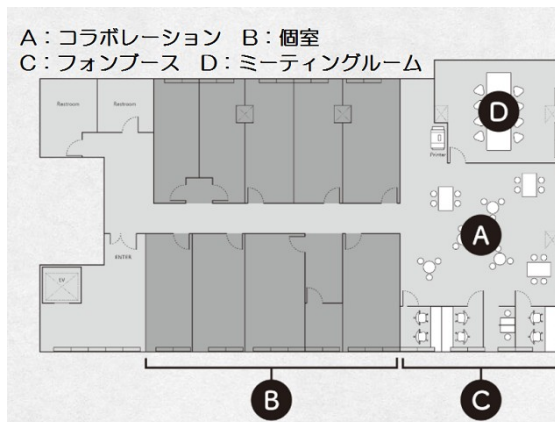 A：コラボレーション B：個室
C：フォンブース D：ミーティングルーム
Restroom Restroom
D
Printer
A
ENTER
EV
B
C